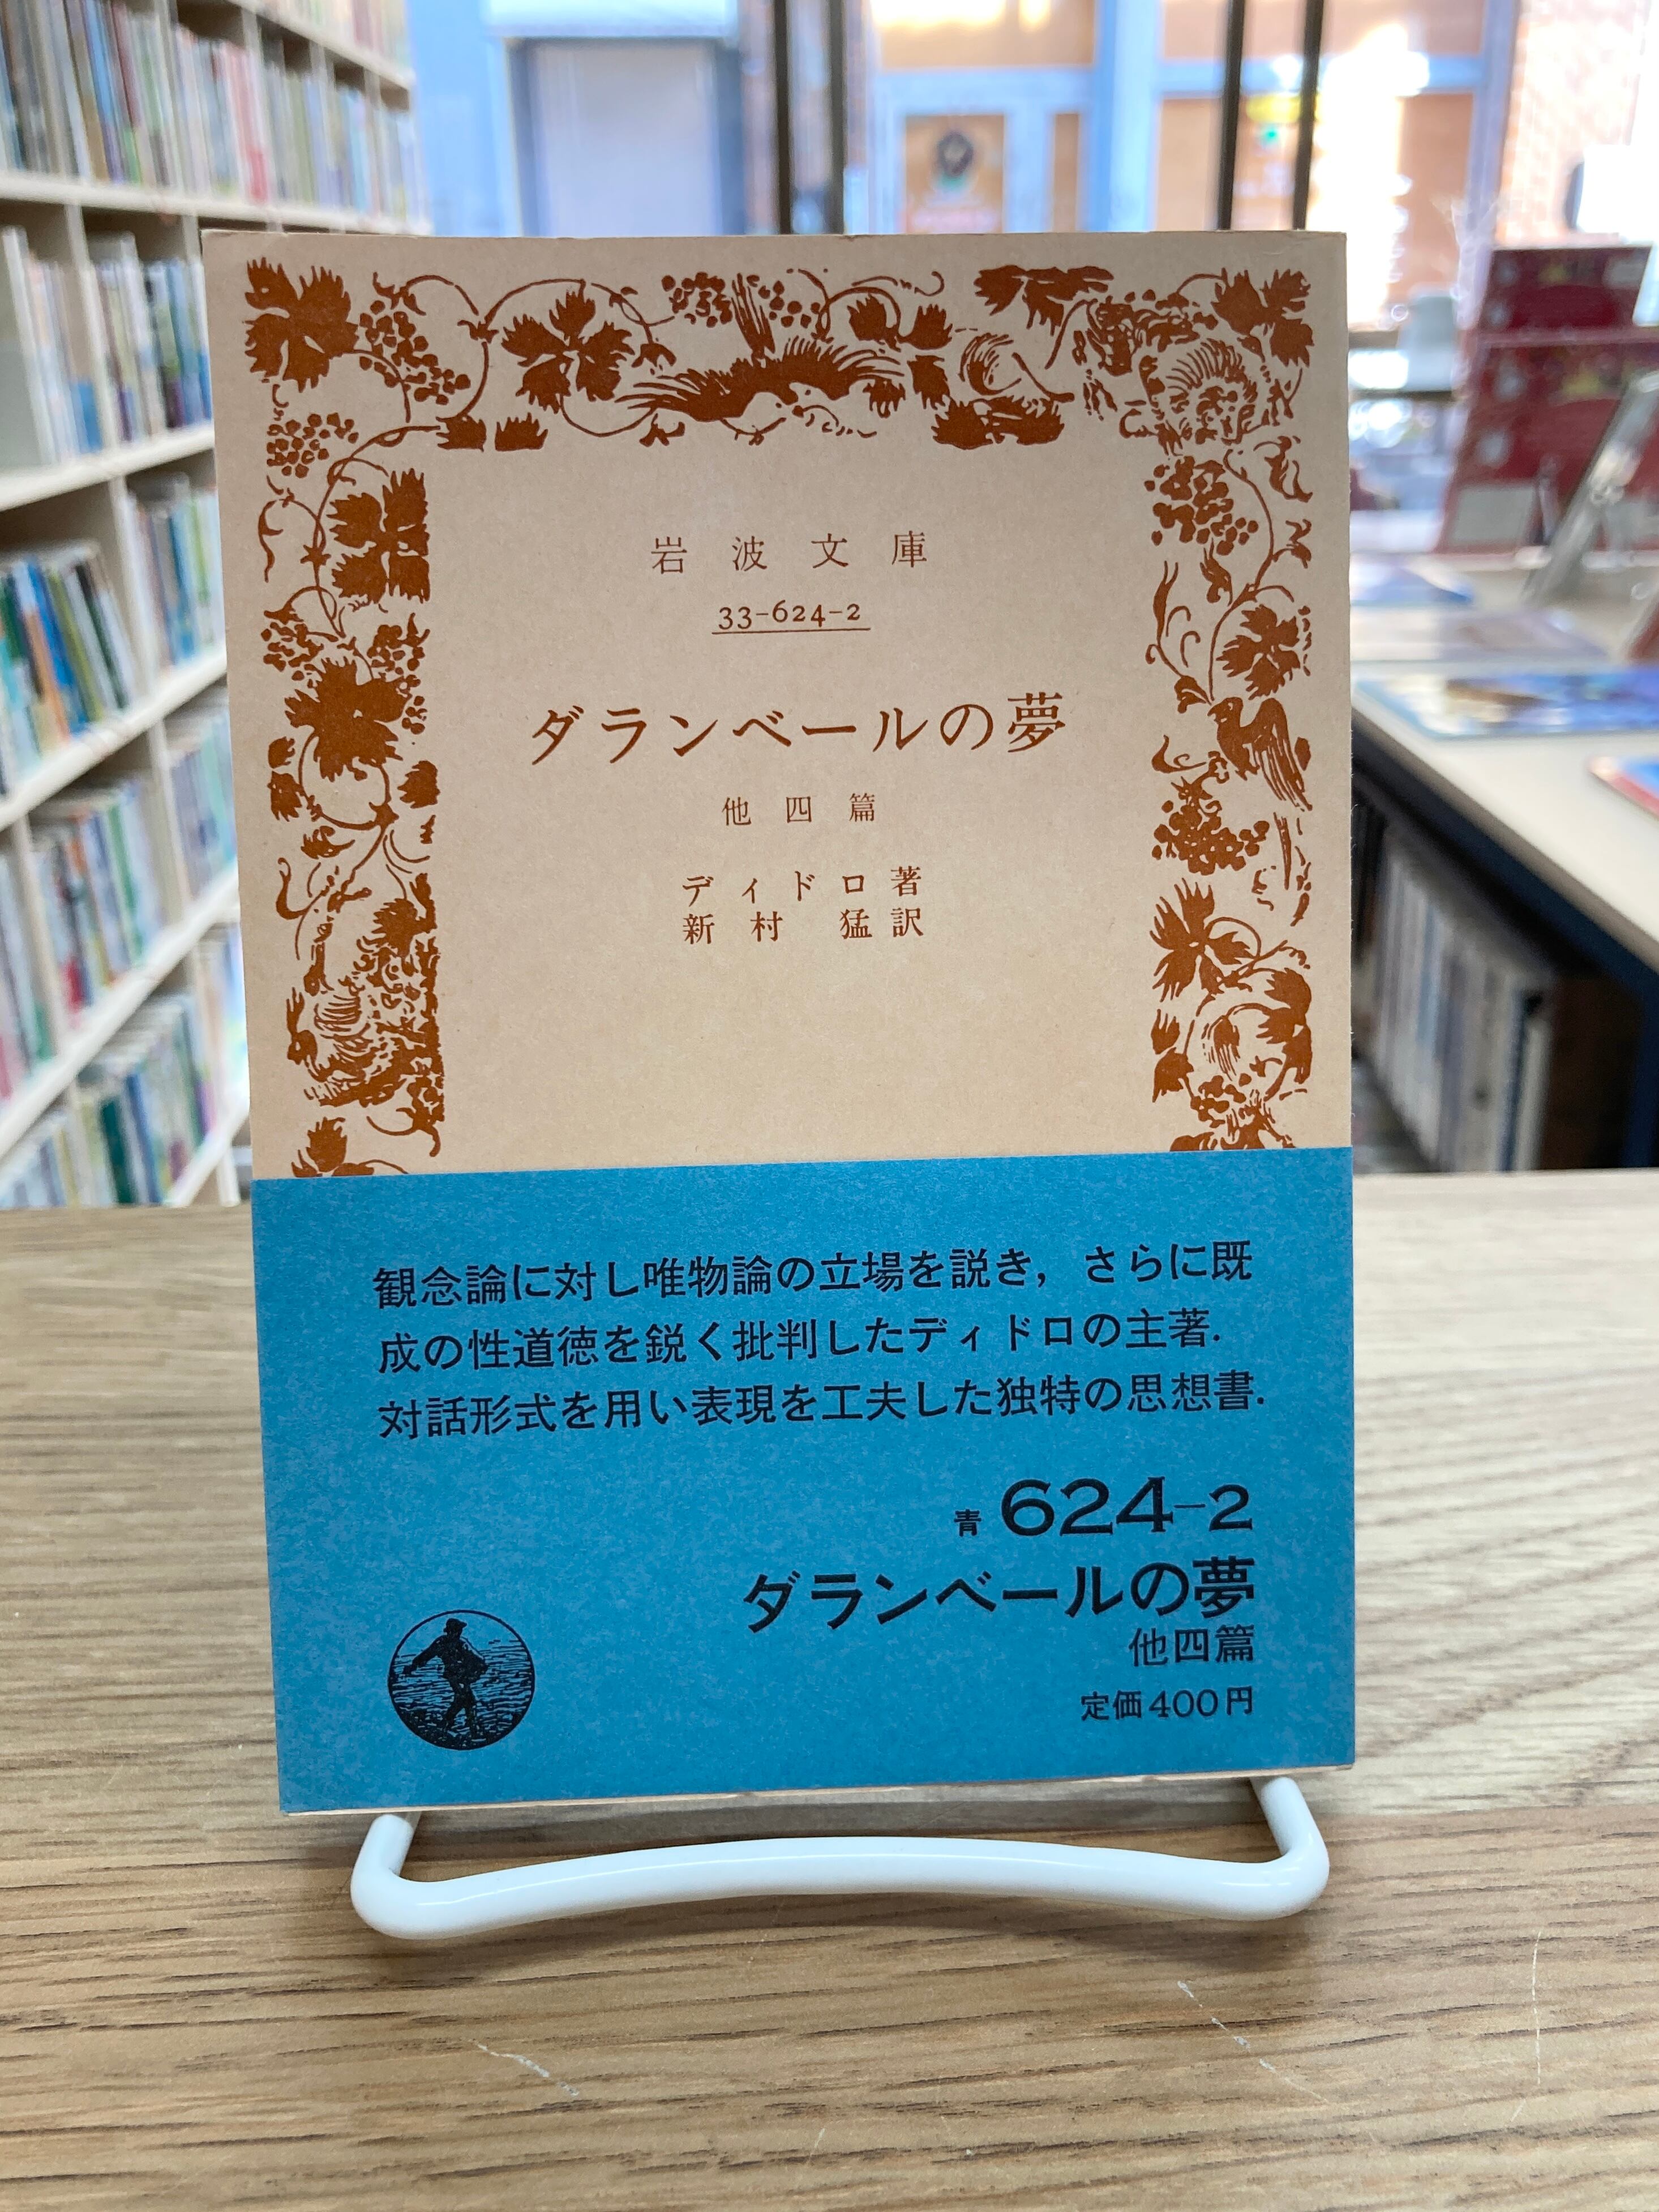 岩波文庫
33-624-2
ダランベールの夢
他四篇
ディドロ著
新村猛訳
観念論に対し唯物論の立場を説き，さらに既
成の性道徳を鋭く批判したディドロの主著．
対話形式を用い表現を工夫した独特の思想書．
青 624-2
ダランベールの夢
他四篇
定価400円